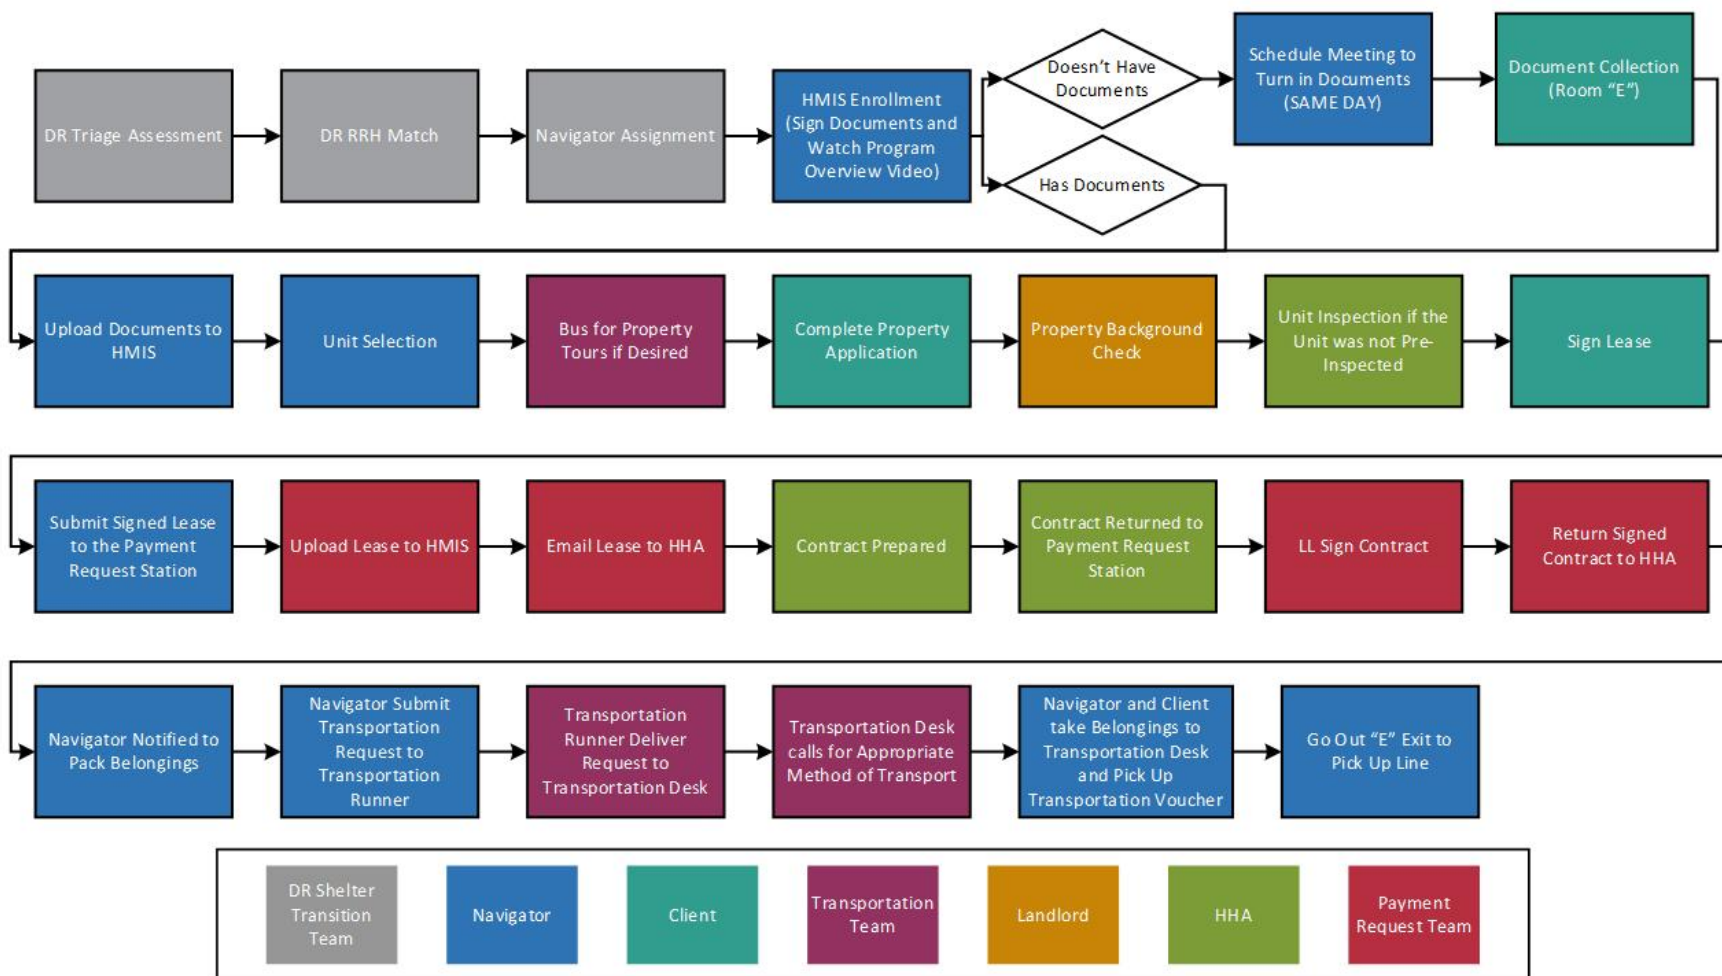 DR Triage Assessment
DR RRH Match
Navigator Assignment
HMIS Enrollment
(Sign Documents and
Watch Program
Overview Video)
Doesn't Have
Documents
Has Documents
Schedule Meeting to
Turn in Documents
(SAME DAY)
Document Collection
(Room "E")
Upload Documents to
HMIS
Unit Selection
Bus for Property
Tours if Desired
Complete Property
Application
Property Background
Check
Unit Inspection if the
Unit was not Pre-
Inspected
Sign Lease
Submit Signed Lease
to the Payment
Request Station
Upload Lease to HMIS
Email Lease to HHA
Contract Prepared
Contract Returned to
Payment Request
Station
LL Sign Contract
Return Signed
Contract to HHA
Navigator Notified to
Pack Belongings
Navigator Submit
Transportation
Request to
Transportation
Runner
Transportation
Runner Deliver
Request to
Transportation Desk
Transportation Desk
calls for Appropriate
Method of Transport
Navigator and Client
take Belongings to
Transportation Desk
and Pick Up
Transportation Voucher
Go Out "E" Exit to
Pick Up Line
DR Shelter
Transition
Team
Navigator
Client
Transportation
Team
Landlord
HHA
Payment
Request Team